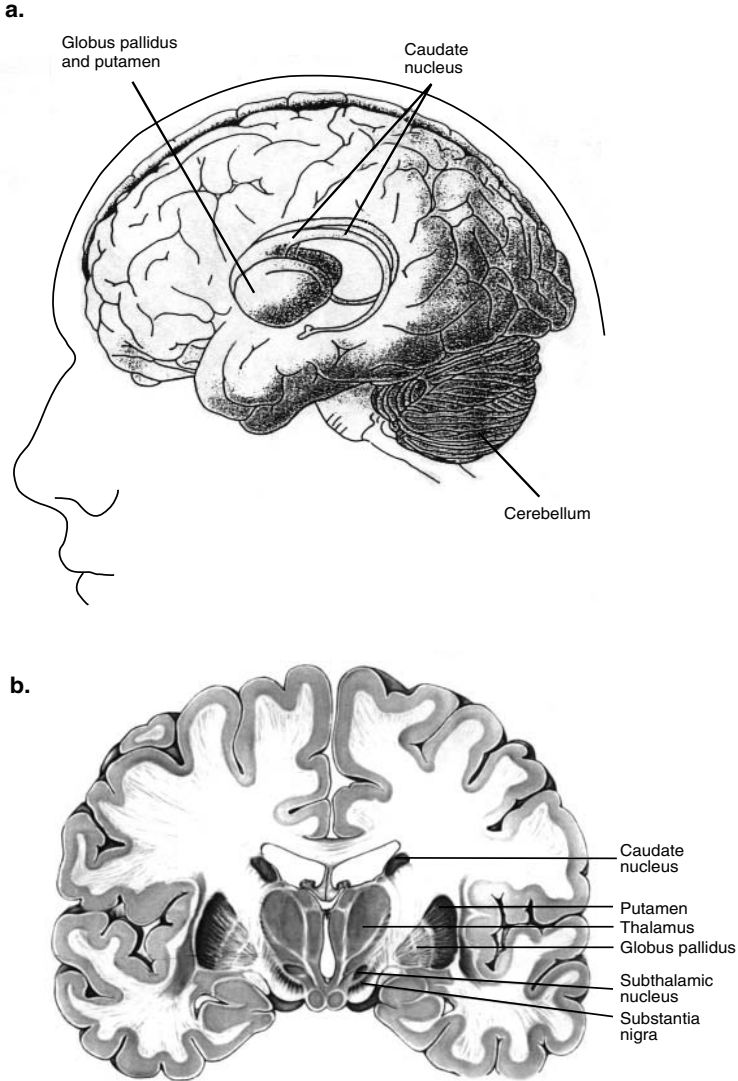 a.
Globus pallidus
and putamen
Caudate
nucleus
Cerebellum
b.
Caudate
nucleus
Putamen
Thalamus
Globus pallidus
Subthalamic
nucleus
Substantia
nigra